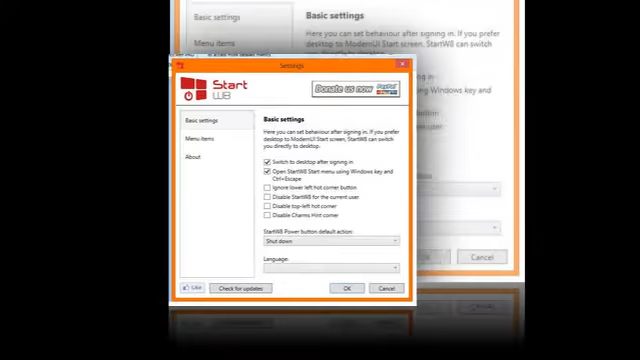 Basic settings
Basic settings
Here you can set behaviour after signing in. If you prefer
desktop to ModernUI Start screen, StartW8 can switch
Menu items
Settings
Start
W8
Donate us now
PayPal
Basic settings
Menu items
About
Basic settings
Here you can set behaviour after signing in. If you prefer
desktop to ModernUI Start screen, StartW8 can switch
you directly to desktop.
Switch to desktop after signing in
Open StartW8 Start menu using Windows key and
Ctrl+Escape
Ignore lower left hot corner button
Disable StartW8 for the current user
Disable top-left hot corner
Disable Charms Hint corner
StartW8 Power button default action:
Shut down
Language:
Like
Check for updates
OK
Cancel
ing in
Windows key and
button
user
Cancel